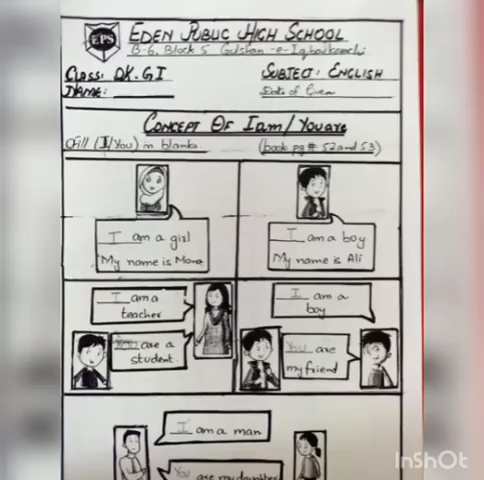 EPS
EDEN PUBLIC HIGH SCHOOL
B-6, Block 5 Gulshan-e-Iqbal Karachi
CLASS: DK.G I
SUBJECT: ENGLISH
NAME:
Date of Given
CONCEPT OF I am / You are
Fill (I/You) in blanks.
(book pg # 52 and 53)
I am a girl
My name is Mona
I am a boy
My name is Ali
I am a
teacher
You are a
student.
I am a
boy
You are
my friend
I am a man
You are my daughter
InShOt